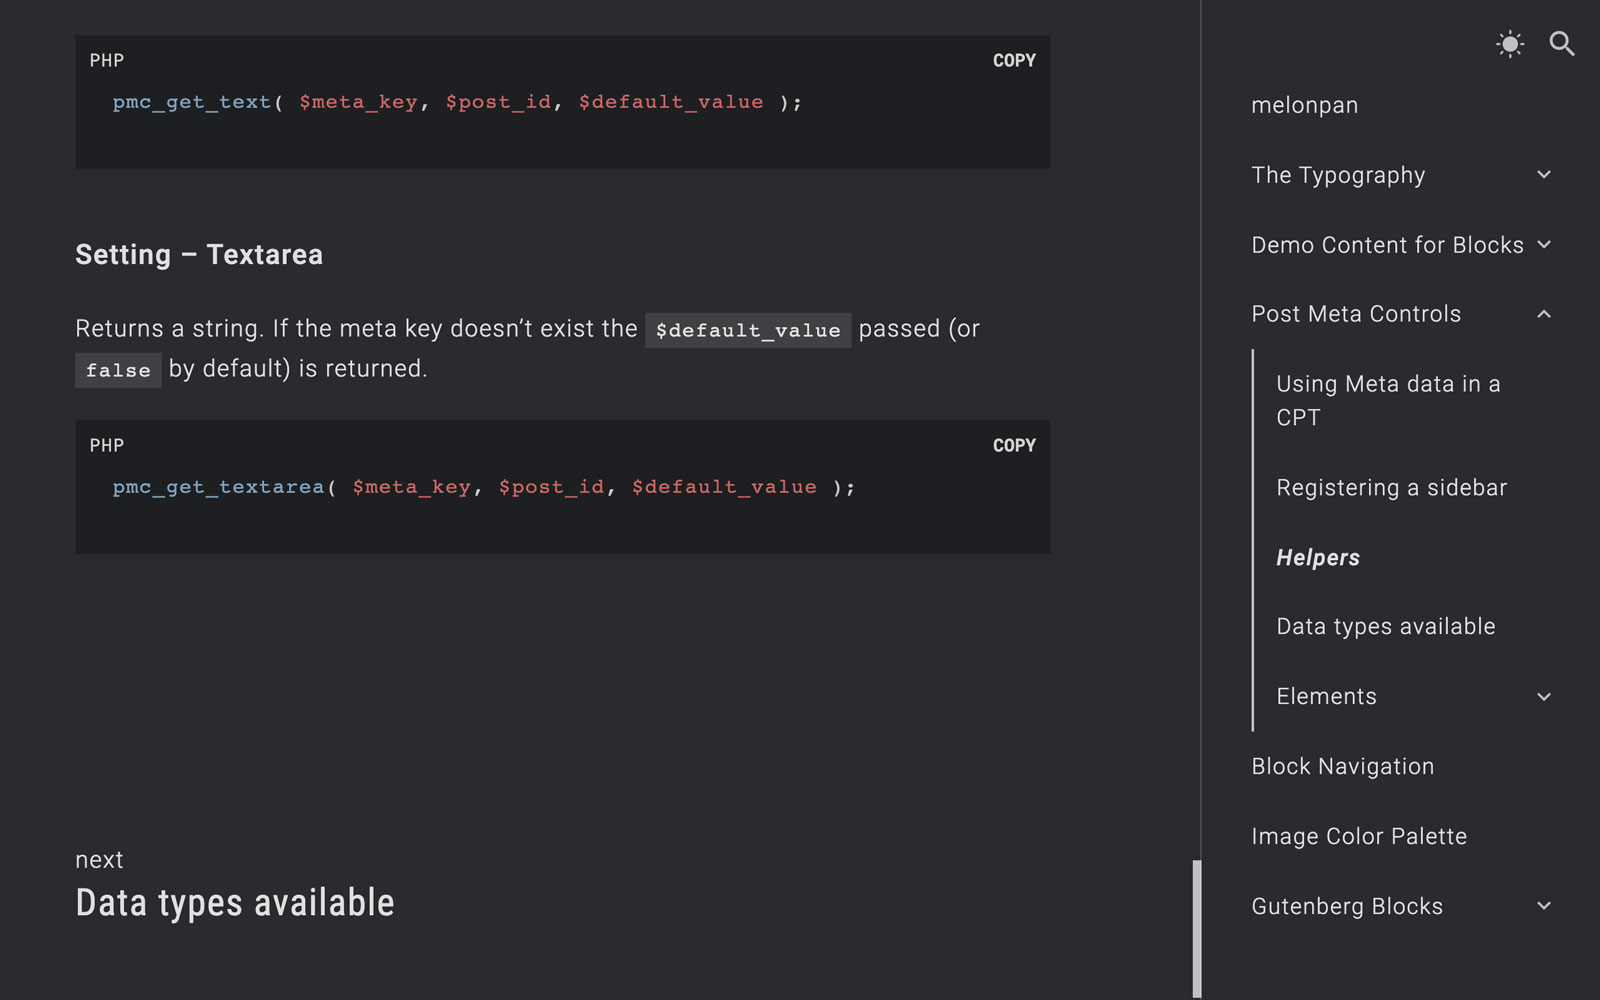 PHP
COPY
pmc_get_text( $meta_key, $post_id, $default_value );
Setting – Textarea
Returns a string. If the meta key doesn’t exist the $default_value passed (or
false by default) is returned.
PHP
COPY
pmc_get_textarea( $meta_key, $post_id, $default_value );
next
Data types available
melonpan
The Typography
Demo Content for Blocks
Post Meta Controls
Using Meta data in a
CPT
Registering a sidebar
Helpers
Data types available
Elements
Block Navigation
Image Color Palette
Gutenberg Blocks